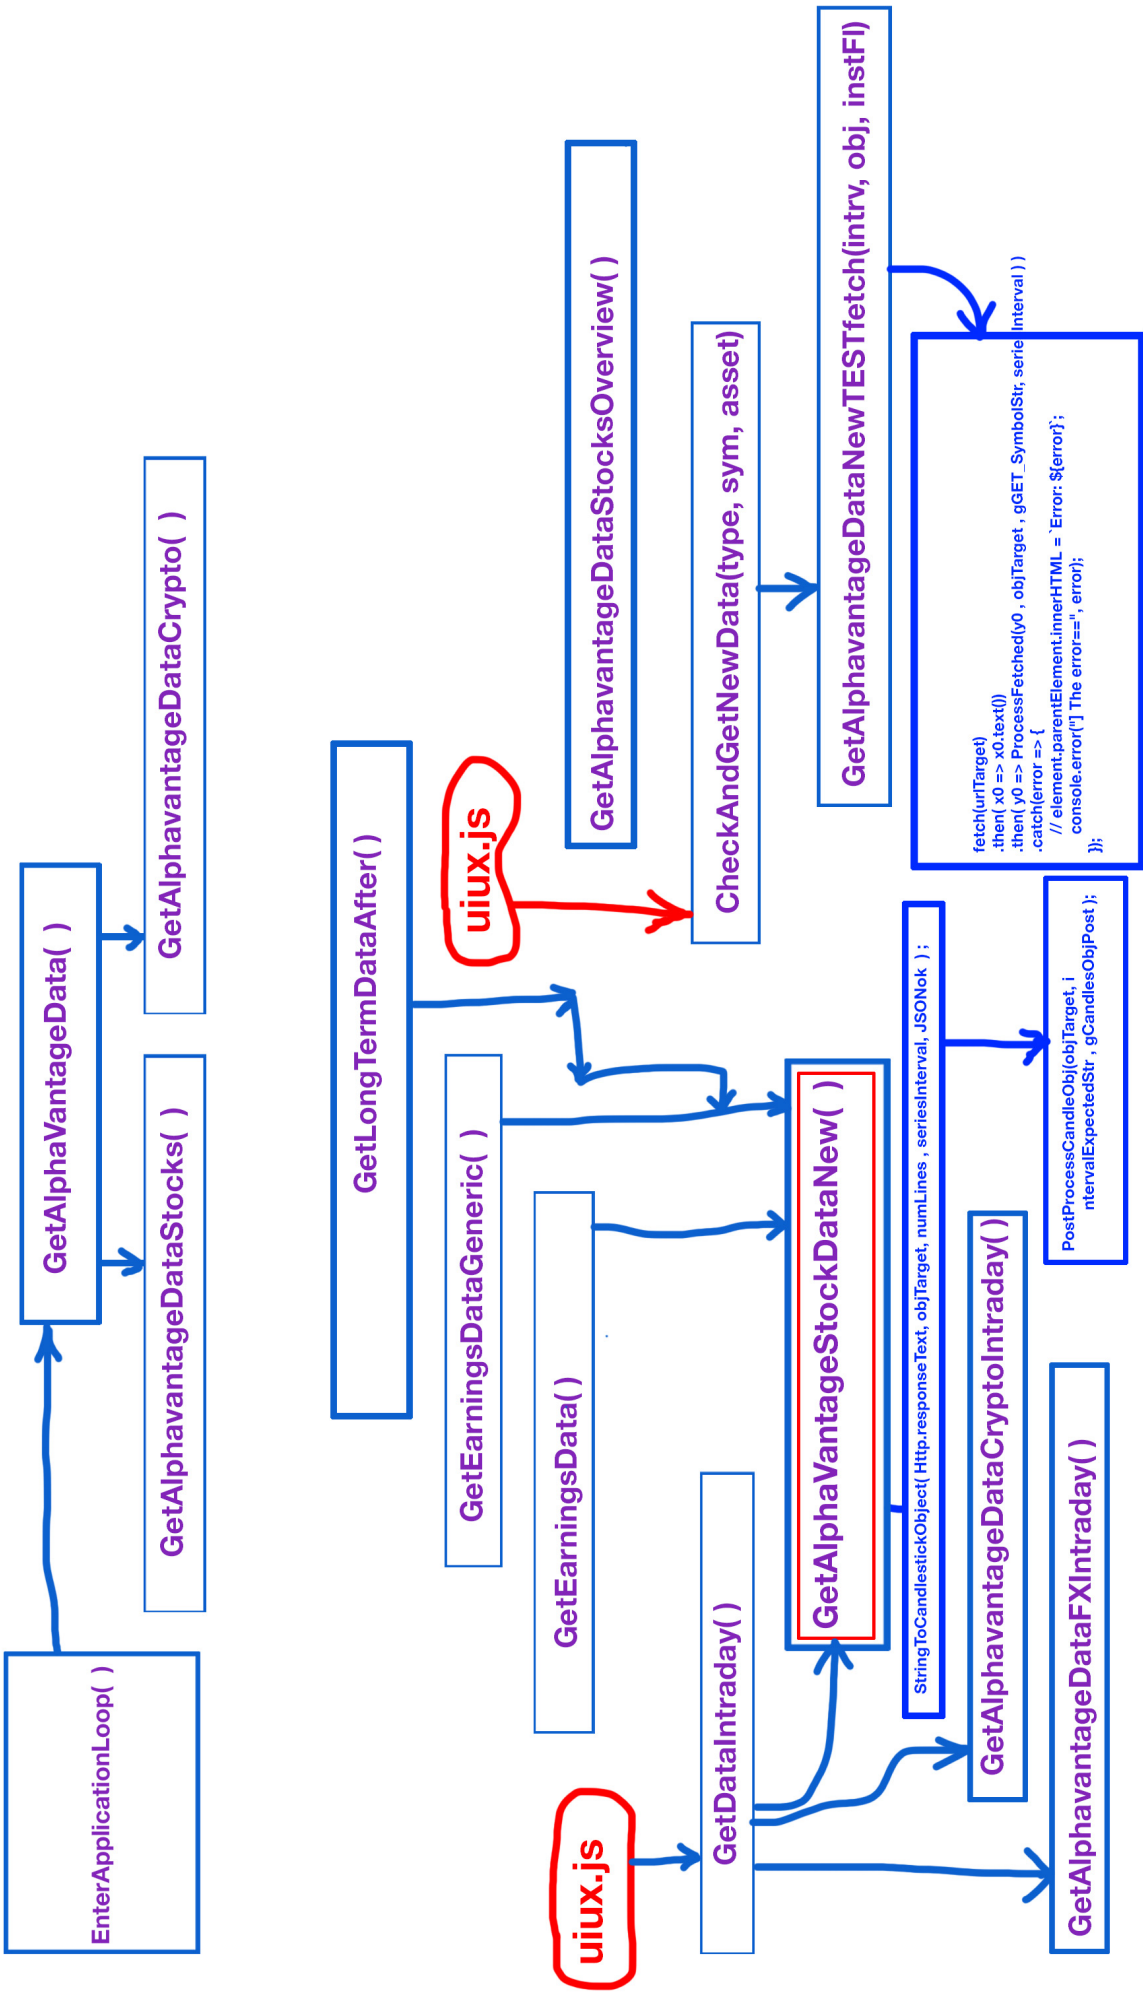 EnterApplicationLoop(  )
GetAlphaVantageData(  )
GetAlphavantageDataStocks(  )
GetAlphavantageDataCrypto(  )
GetLongTermDataAfter( )
GetEarningsDataGeneric(  )
uiux.js
GetEarningsData( )
GetAlphavantageDataStocksOverview( )
uiux.js
GetDataIntraday( )
CheckAndGetNewData(type, sym, asset)
GetAlphaVantageStockDataNew(  )
GetAlphavantageDataNewTESTfetch(intrv, obj, instFI)
StringToCandlestickObject( Http.responseText, objTarget, numLines , seriesInterval, JSONok  ) ;
GetAlphavantageDataCryptoIntraday( )
fetch(urlTarget)
.then( x0 => x0.text())
.then( y0 => ProcessFetched(y0 , objTarget , gGET_SymbolStr, seriesInterval ) )
.catch(error => {
// element.parentElement.innerHTML = `Error: ${error}`;
console.error("] The error==", error);
});
PostProcessCandleObj(objTarget, i
ntervalExpectedStr , gCandlesObjPost );
GetAlphavantageDataFXIntraday( )